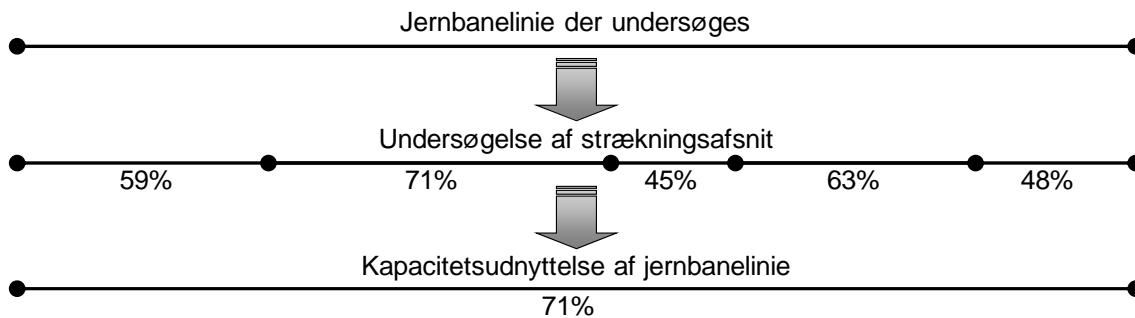 Jernbanelinie der undersøges
Undersøgelse af strækningsafsnit
59% 71% 45% 63% 48%
Kapacitetsudnyttelse af jernbanelinie
71%